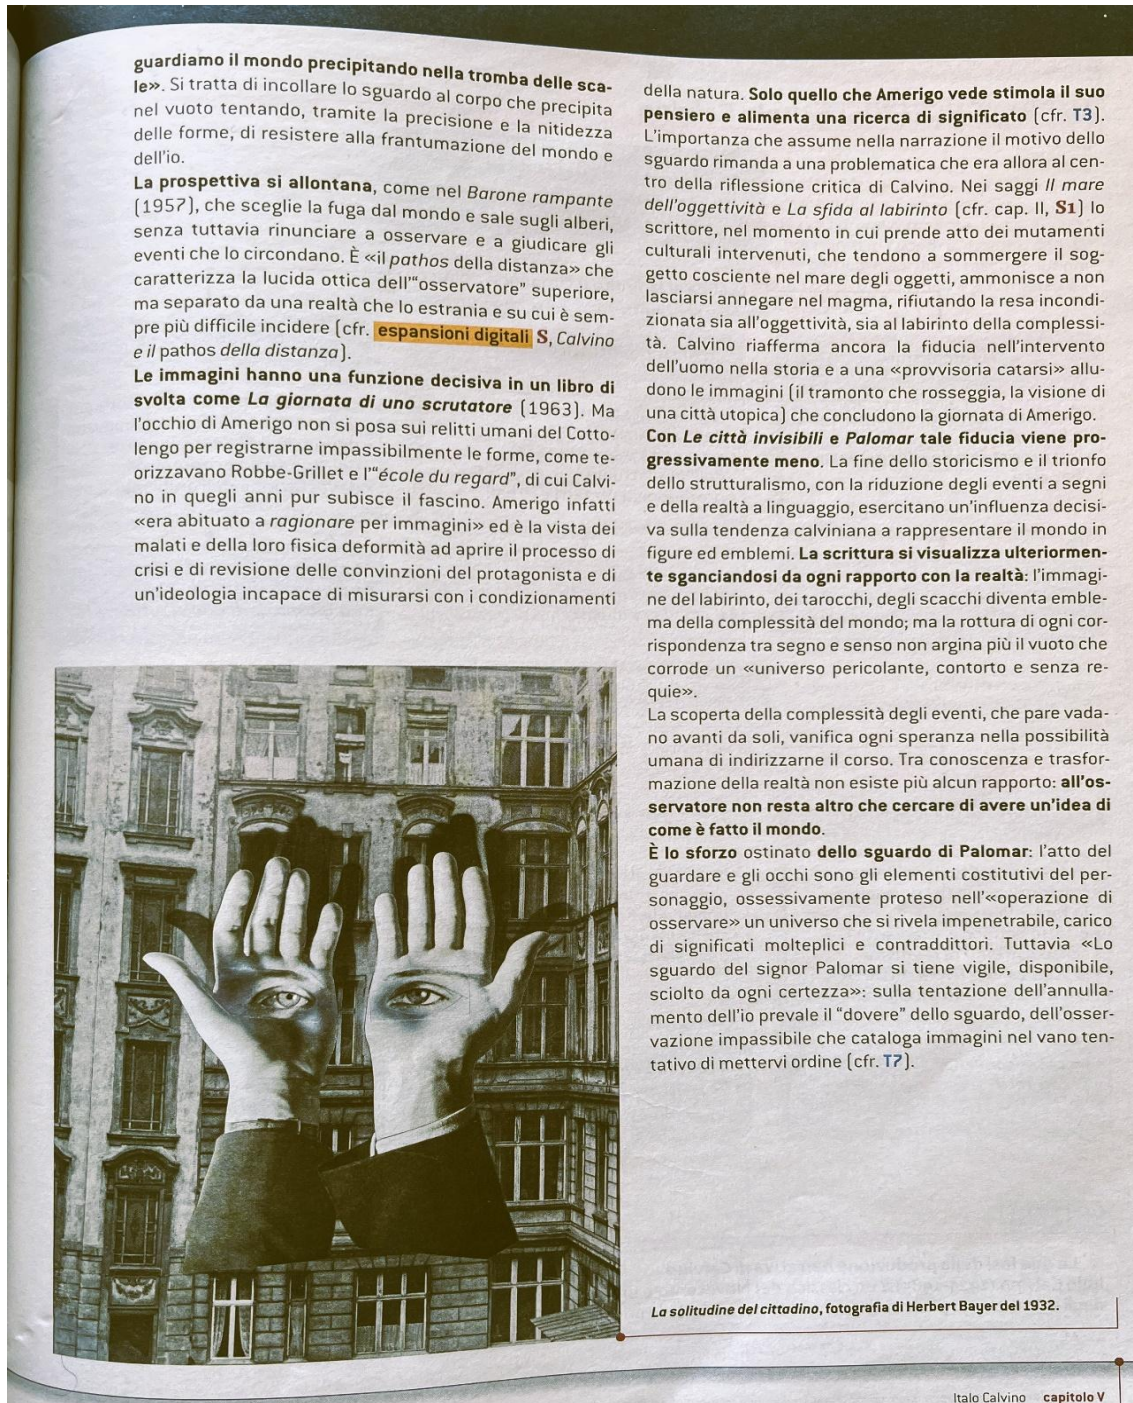 guardiamo il mondo precipitando nella tromba delle sca-
le». Si tratta di incollare lo sguardo al corpo che precipita
nel vuoto tentando, tramite la precisione e la nitidezza
delle forme, di resistere alla frantumazione del mondo e
dell'io.
La prospettiva si allontana, come nel Barone rampante
(1957), che sceglie la fuga dal mondo e sale sugli alberi,
senza tuttavia rinunciare a osservare e a giudicare gli
eventi che lo circondano. È «il pathos della distanza» che
caratterizza la lucida ottica dell'"osservatore" superiore,
ma separato da una realtà che lo estrania e su cui è sem-
pre più difficile incidere (cfr. espansioni digitali S, Calvino
e il pathos della distanza).
Le immagini hanno una funzione decisiva in un libro di
svolta come La giornata di uno scrutatore (1963). Ma
l'occhio di Amerigo non si posa sui relitti umani del Cotto-
lengo per registrarne impassibilmente le forme, come te-
orizzavano Robbe-Grillet e l'"école du regard", di cui Calvi-
no in quegli anni pur subisce il fascino. Amerigo infatti
«era abituato a ragionare per immagini» ed è la vista dei
malati e della loro fisica deformità ad aprire il processo di
crisi e di revisione delle convinzioni del protagonista e di
un'ideologia incapace di misurarsi con i condizionamenti
della natura. Solo quello che Amerigo vede stimola il suo
pensiero e alimenta una ricerca di significato (cfr. T3).
L'importanza che assume nella narrazione il motivo dello
sguardo rimanda a una problematica che era allora al cen-
tro della riflessione critica di Calvino. Nei saggi Il mare
dell'oggettività e La sfida al labirinto (cfr. cap. II, S1) lo
scrittore, nel momento in cui prende atto dei mutamenti
culturali intervenuti, che tendono a sommergere il sog-
getto cosciente nel mare degli oggetti, ammonisce a non
lasciarsi annegare nel magma, rifiutando la resa incondi-
zionata sia all'oggettività, sia al labirinto della complessi-
tà. Calvino riafferma ancora la fiducia nell'intervento
dell'uomo nella storia e a una «provvisoria catarsi» allu-
dono le immagini (il tramonto che rosseggia, la visione di
una città utopica) che concludono la giornata di Amerigo.
Con Le città invisibili e Palomar tale fiducia viene pro-
gressivamente meno. La fine dello storicismo e il trionfo
dello strutturalismo, con la riduzione degli eventi a segni
e della realtà a linguaggio, esercitano un'influenza decisi-
va sulla tendenza calviniana a rappresentare il mondo in
figure ed emblemi. La scrittura si visualizza ulteriormen-
te sganciandosi da ogni rapporto con la realtà: l'immagi-
ne del labirinto, dei tarocchi, degli scacchi diventa emble-
ma della complessità del mondo; ma la rottura di ogni cor-
rispondenza tra segno e senso non argina più il vuoto che
corrode un «universo pericolante, contorto e senza re-
quie».
La scoperta della complessità degli eventi, che pare vada-
no avanti da soli, vanifica ogni speranza nella possibilità
umana di indirizzarne il corso. Tra conoscenza e trasfor-
mazione della realtà non esiste più alcun rapporto: all'os-
servatore non resta altro che cercare di avere un'idea di
come è fatto il mondo.
È lo sforzo ostinato dello sguardo di Palomar: l'atto del
guardare e gli occhi sono gli elementi costitutivi del per-
sonaggio, ossessivamente proteso nell'«operazione di
osservare» un universo che si rivela impenetrabile, carico
di significati molteplici e contraddittori. Tuttavia «Lo
sguardo del signor Palomar si tiene vigile, disponibile,
sciolto da ogni certezza»: sulla tentazione dell'annulla-
mento dell'io prevale il "dovere" dello sguardo, dell'osser-
vazione impassibile che cataloga immagini nel vano ten-
tativo di mettervi ordine (cfr. T7).
La solitudine del cittadino, fotografia di Herbert Bayer del 1932.
Italo Calvino capitolo V